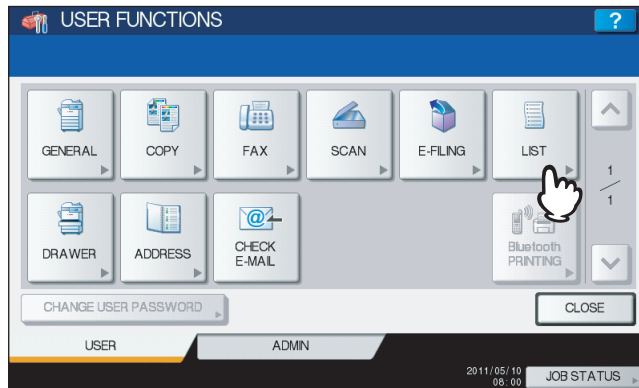 USER FUNCTIONS
?
GENERAL
COPY
FAX
SCAN
E-FILING
LIST
1
1
DRAWER
ADDRESS
CHECK
E-MAIL
Bluetooth
PRINTING
CHANGE USER PASSWORD
CLOSE
USER
ADMIN
2011/05/10
08:00
JOB STATUS